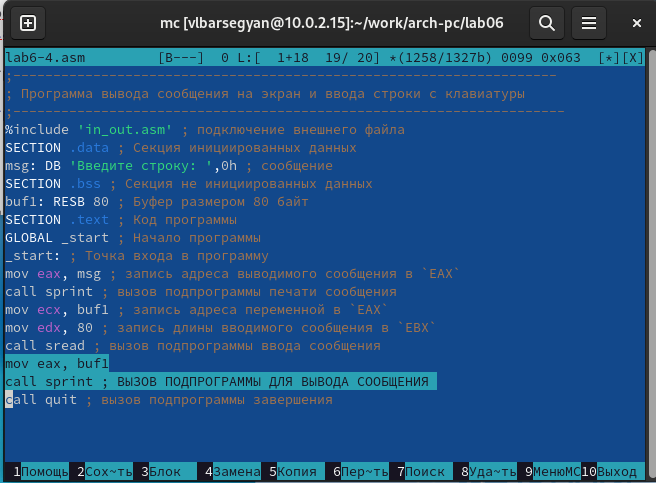 mc [vlbarsegyan@10.0.2.15]:~/work/arch-pc/lab06
lab6-4.asm [B---] 0 L:[ 1+18 19/ 20] *(1258/1327b) 0099 0x063 [*][X]
;--------------------------------------------------------------------
; Программа вывода сообщения на экран и ввода строки с клавиатуры
;---------------------------------------------------------------------
%include 'in_out.asm' ; подключение внешнего файла
SECTION .data ; Секция инициированных данных
msg: DB 'Введите строку: ',0h ; сообщение
SECTION .bss ; Секция не инициированных данных
buf1: RESB 80 ; Буфер размером 80 байт
SECTION .text ; Код программы
GLOBAL _start ; Начало программы
_start: ; Точка входа в программу
mov eax, msg ; запись адреса выводимого сообщения в `EAX`
call sprint ; вызов подпрограммы печати сообщения
mov ecx, buf1 ; запись адреса переменной в `EAX`
mov edx, 80 ; запись длины вводимого сообщения в `EBX`
call sread ; вызов подпрограммы ввода сообщения
mov eax, buf1
call sprint ; ВЫЗОВ ПОДПРОГРАММЫ ДЛЯ ВЫВОДА СООБЩЕНИЯ
call quit ; вызов подпрограммы завершения
1Помощь 2Сох~ть 3Блок 4Замена 5Копия 6Пер~ть 7Поиск 8Уда~ть 9МенюMC 10Выход